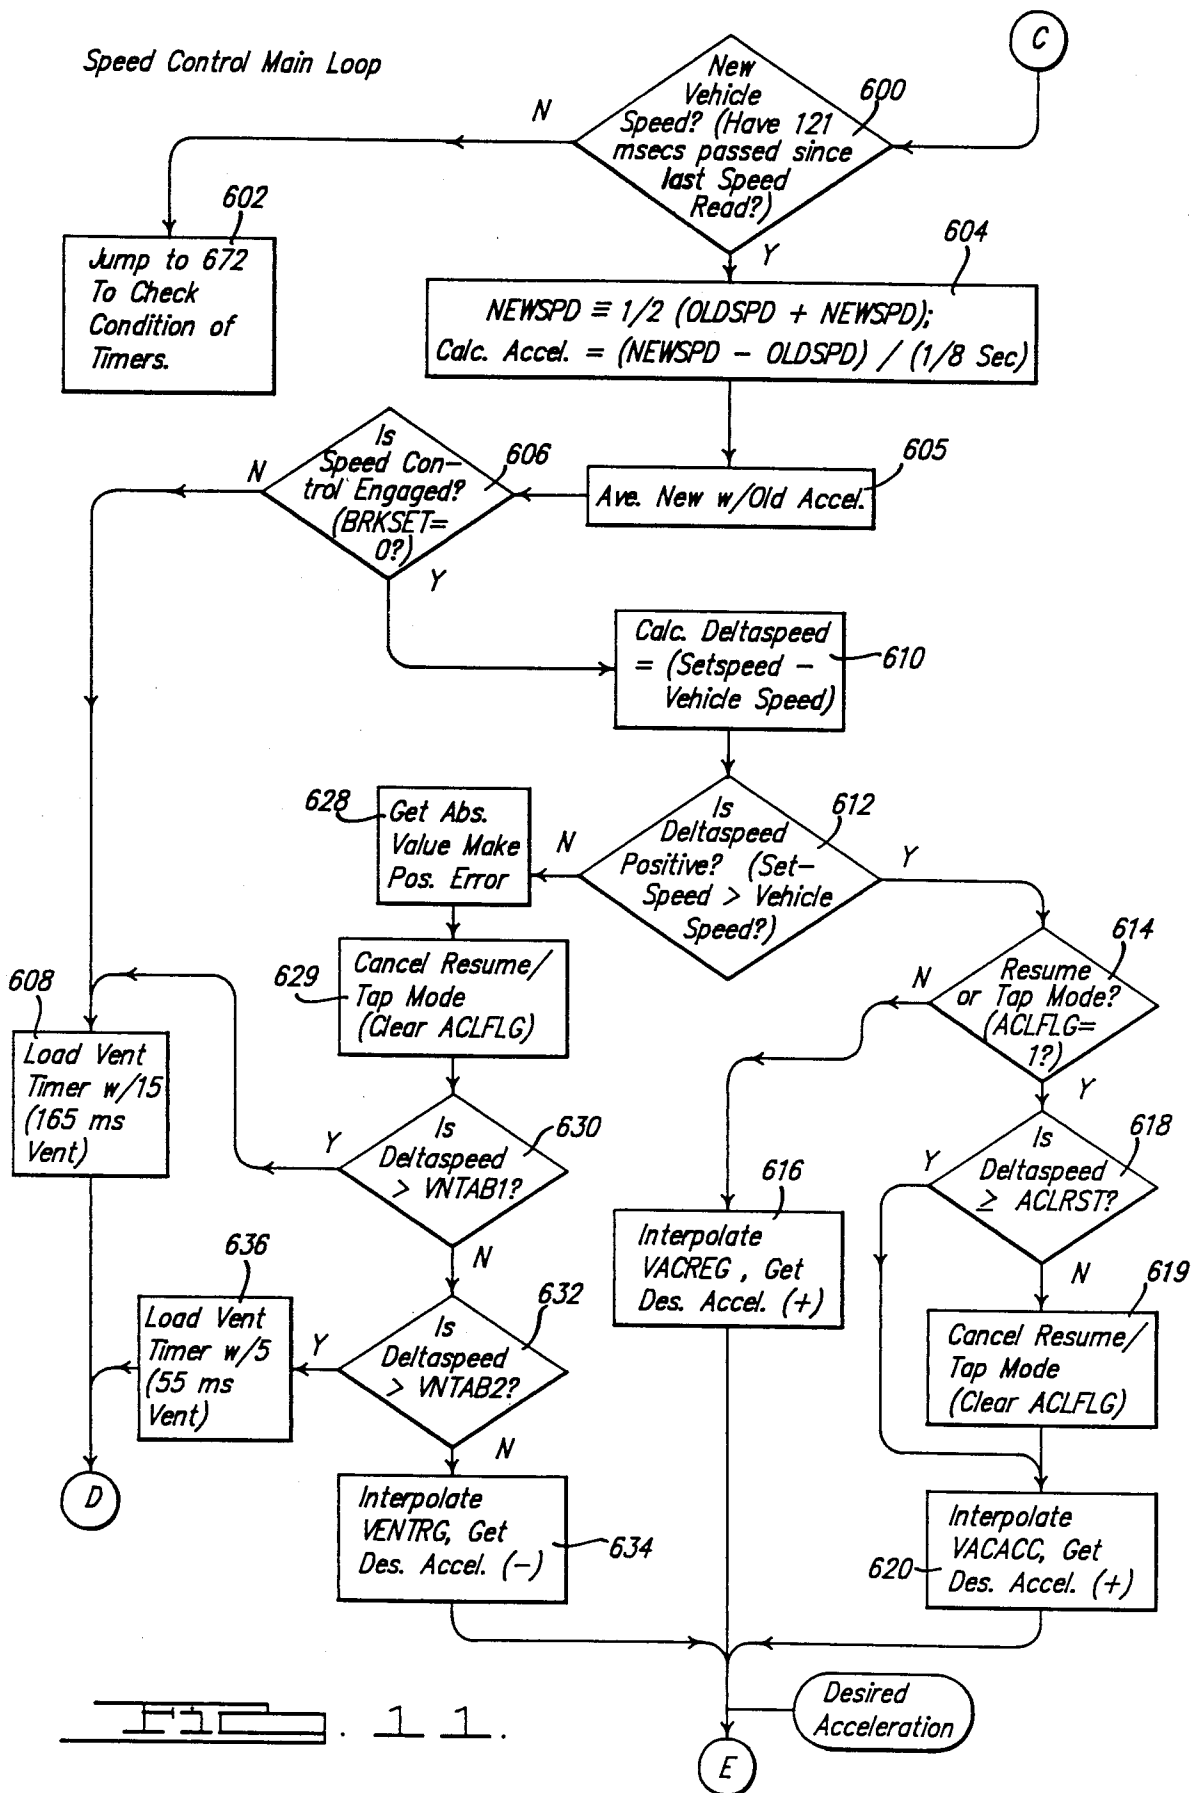 Speed Control Main Loop
C
New
Vehicle
Speed? (Have 121
msecs passed since
last Speed
Read?)
600
N
Y
602
Jump to 672
To Check
Condition of
Timers.
604
NEWSPD ≡ 1/2 (OLDSPD + NEWSPD);
Calc. Accel. = (NEWSPD - OLDSPD) / (1/8 Sec)
605
Ave. New w/Old Accel.
Is
Speed Con-
trol Engaged?
(BRKSET=
0?)
606
N
Y
Calc. Deltaspeed
= (Setspeed -
Vehicle Speed)
610
Is
Deltaspeed
Positive? (Set-
Speed > Vehicle
Speed?)
612
N
Y
628
Get Abs.
Value Make
Pos. Error
614
Resume
or Tap Mode?
(ACLFLG=
1?)
N
Y
629
Cancel Resume/
Tap Mode
(Clear ACLFLG)
608
Load Vent
Timer w/15
(165 ms
Vent)
Is
Deltaspeed
> VNTAB1?
630
Y
N
618
Is
Deltaspeed
≥ ACLRST?
Y
N
616
Interpolate
VACREG , Get
Des. Accel. (+)
636
Load Vent
Timer w/5
(55 ms
Vent)
632
Is
Deltaspeed
> VNTAB2?
Y
N
619
Cancel Resume/
Tap Mode
(Clear ACLFLG)
D
Interpolate
VENTRG, Get
Des. Accel. (-)
634
620
Interpolate
VACACC, Get
Des. Accel. (+)
Desired
Acceleration
E
FIG. 11.